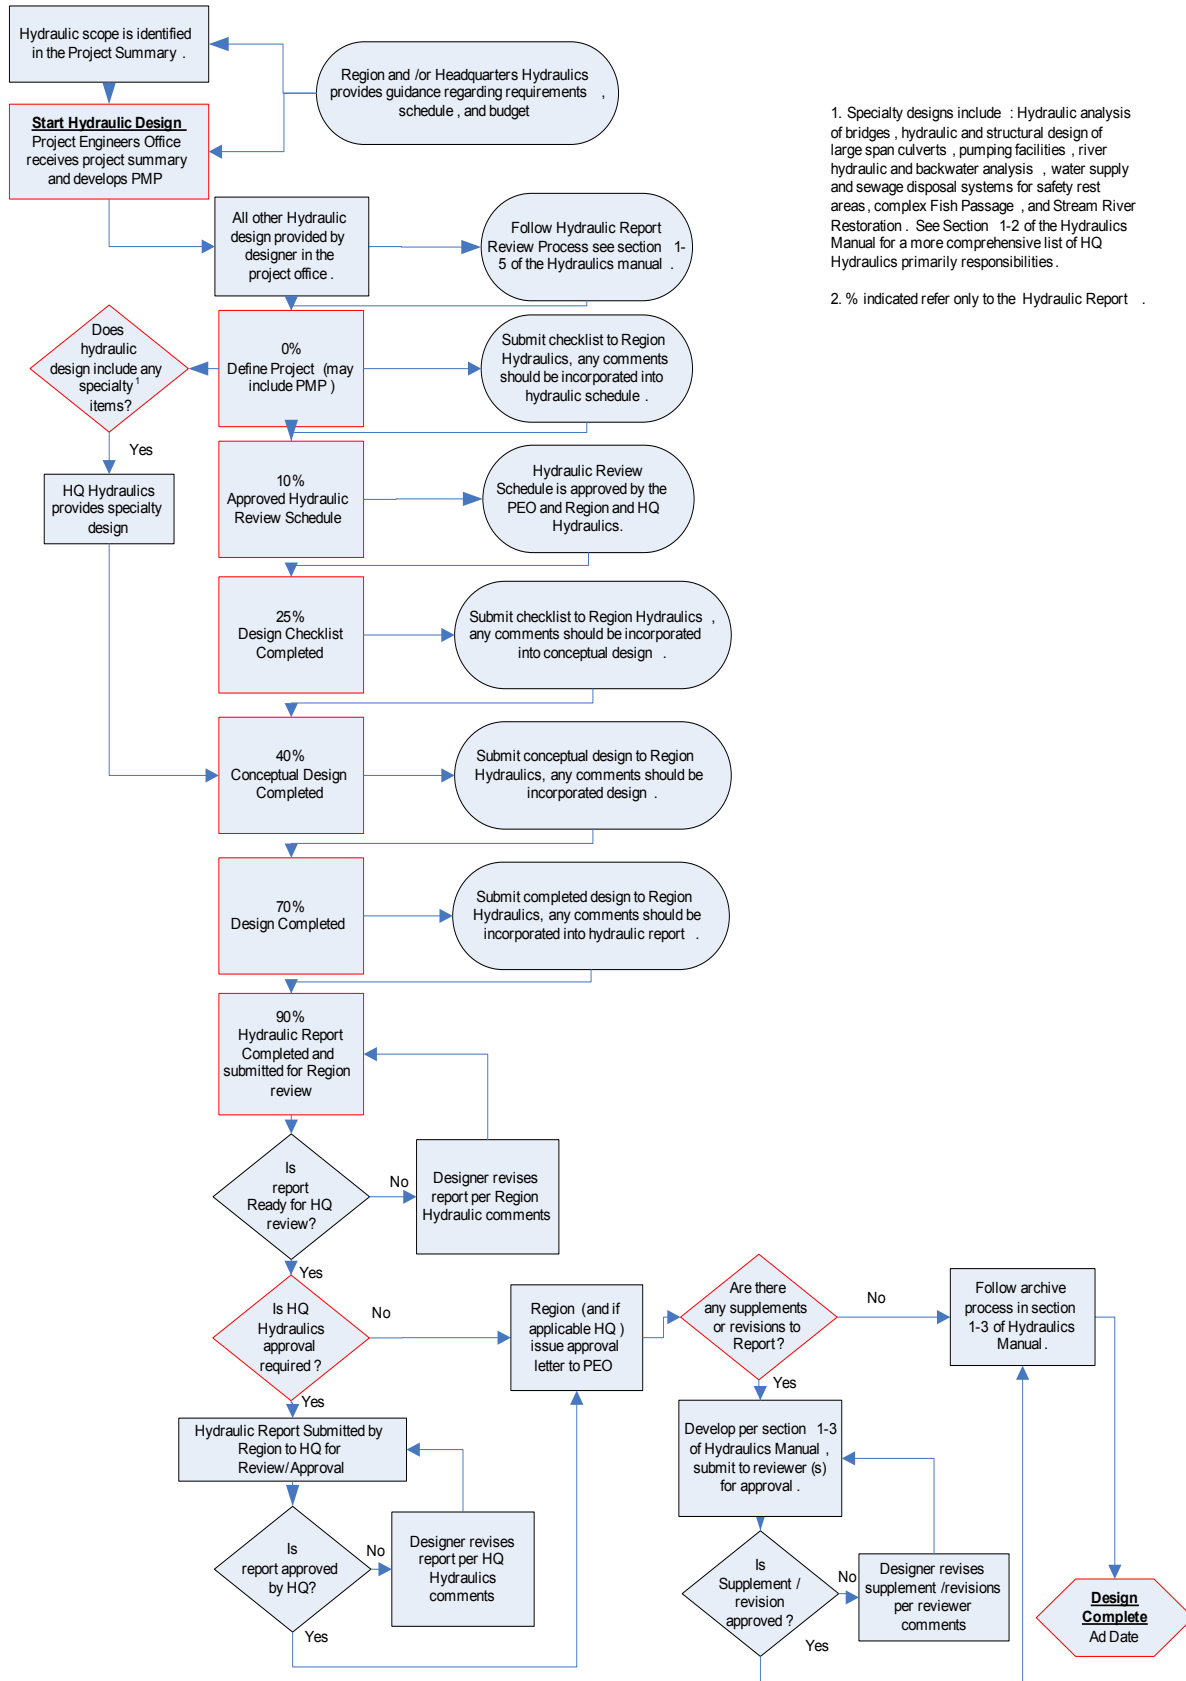 Hydraulic scope is identified
in the Project Summary .
Region and /or Headquarters Hydraulics
provides guidance regarding requirements ,
schedule , and budget
Start Hydraulic Design
Project Engineers Office
receives project summary
and develops PMP
1. Specialty designs include : Hydraulic analysis
of bridges , hydraulic and structural design of
large span culverts , pumping facilities , river
hydraulic and backwater analysis , water supply
and sewage disposal systems for safety rest
areas , complex Fish Passage , and Stream River
Restoration . See Section 1-2 of the Hydraulics
Manual for a more comprehensive list of HQ
Hydraulics primarily responsibilities.
2. % indicated refer only to the Hydraulic Report .
All other Hydraulic
design provided by
designer in the
project office .
Follow Hydraulic Report
Review Process see section 1-
5 of the Hydraulics manual .
Does
hydraulic
design include any
specialty1
items?
0%
Define Project (may
include PMP )
Submit checklist to Region
Hydraulics, any comments
should be incorporated into
hydraulic schedule .
Yes
HQ Hydraulics
provides specialty
design
10%
Approved Hydraulic
Review Schedule
Hydraulic Review
Schedule is approved by the
PEO and Region and HQ
Hydraulics.
25%
Design Checklist
Completed
Submit checklist to Region Hydraulics ,
any comments should be incorporated
into conceptual design .
40%
Conceptual Design
Completed
Submit conceptual design to Region
Hydraulics, any comments should be
incorporated design .
70%
Design Completed
Submit completed design to Region
Hydraulics, any comments should be
incorporated into hydraulic report .
90%
Hydraulic Report
Completed and
submitted for Region
review
Is
report
Ready for HQ
review?
No
Designer revises
report per Region
Hydraulic comments
Yes
Is HQ
Hydraulics
approval
required ?
No
Region (and if
applicable HQ )
issue approval
letter to PEO
Are there
any supplements
or revisions to
Report ?
No
Follow archive
process in section
1-3 of Hydraulics
Manual .
Yes
Yes
Hydraulic Report Submitted by
Region to HQ for
Review/Approval
Develop per section 1-3
of Hydraulics Manual ,
submit to reviewer (s)
for approval .
Is
report approved
by HQ?
No
Designer revises
report per HQ
Hydraulics
comments
Yes
Is
Supplement /
revision
approved ?
No
Designer revises
supplement /revisions
per reviewer
comments
Yes
Design
Complete
Ad Date